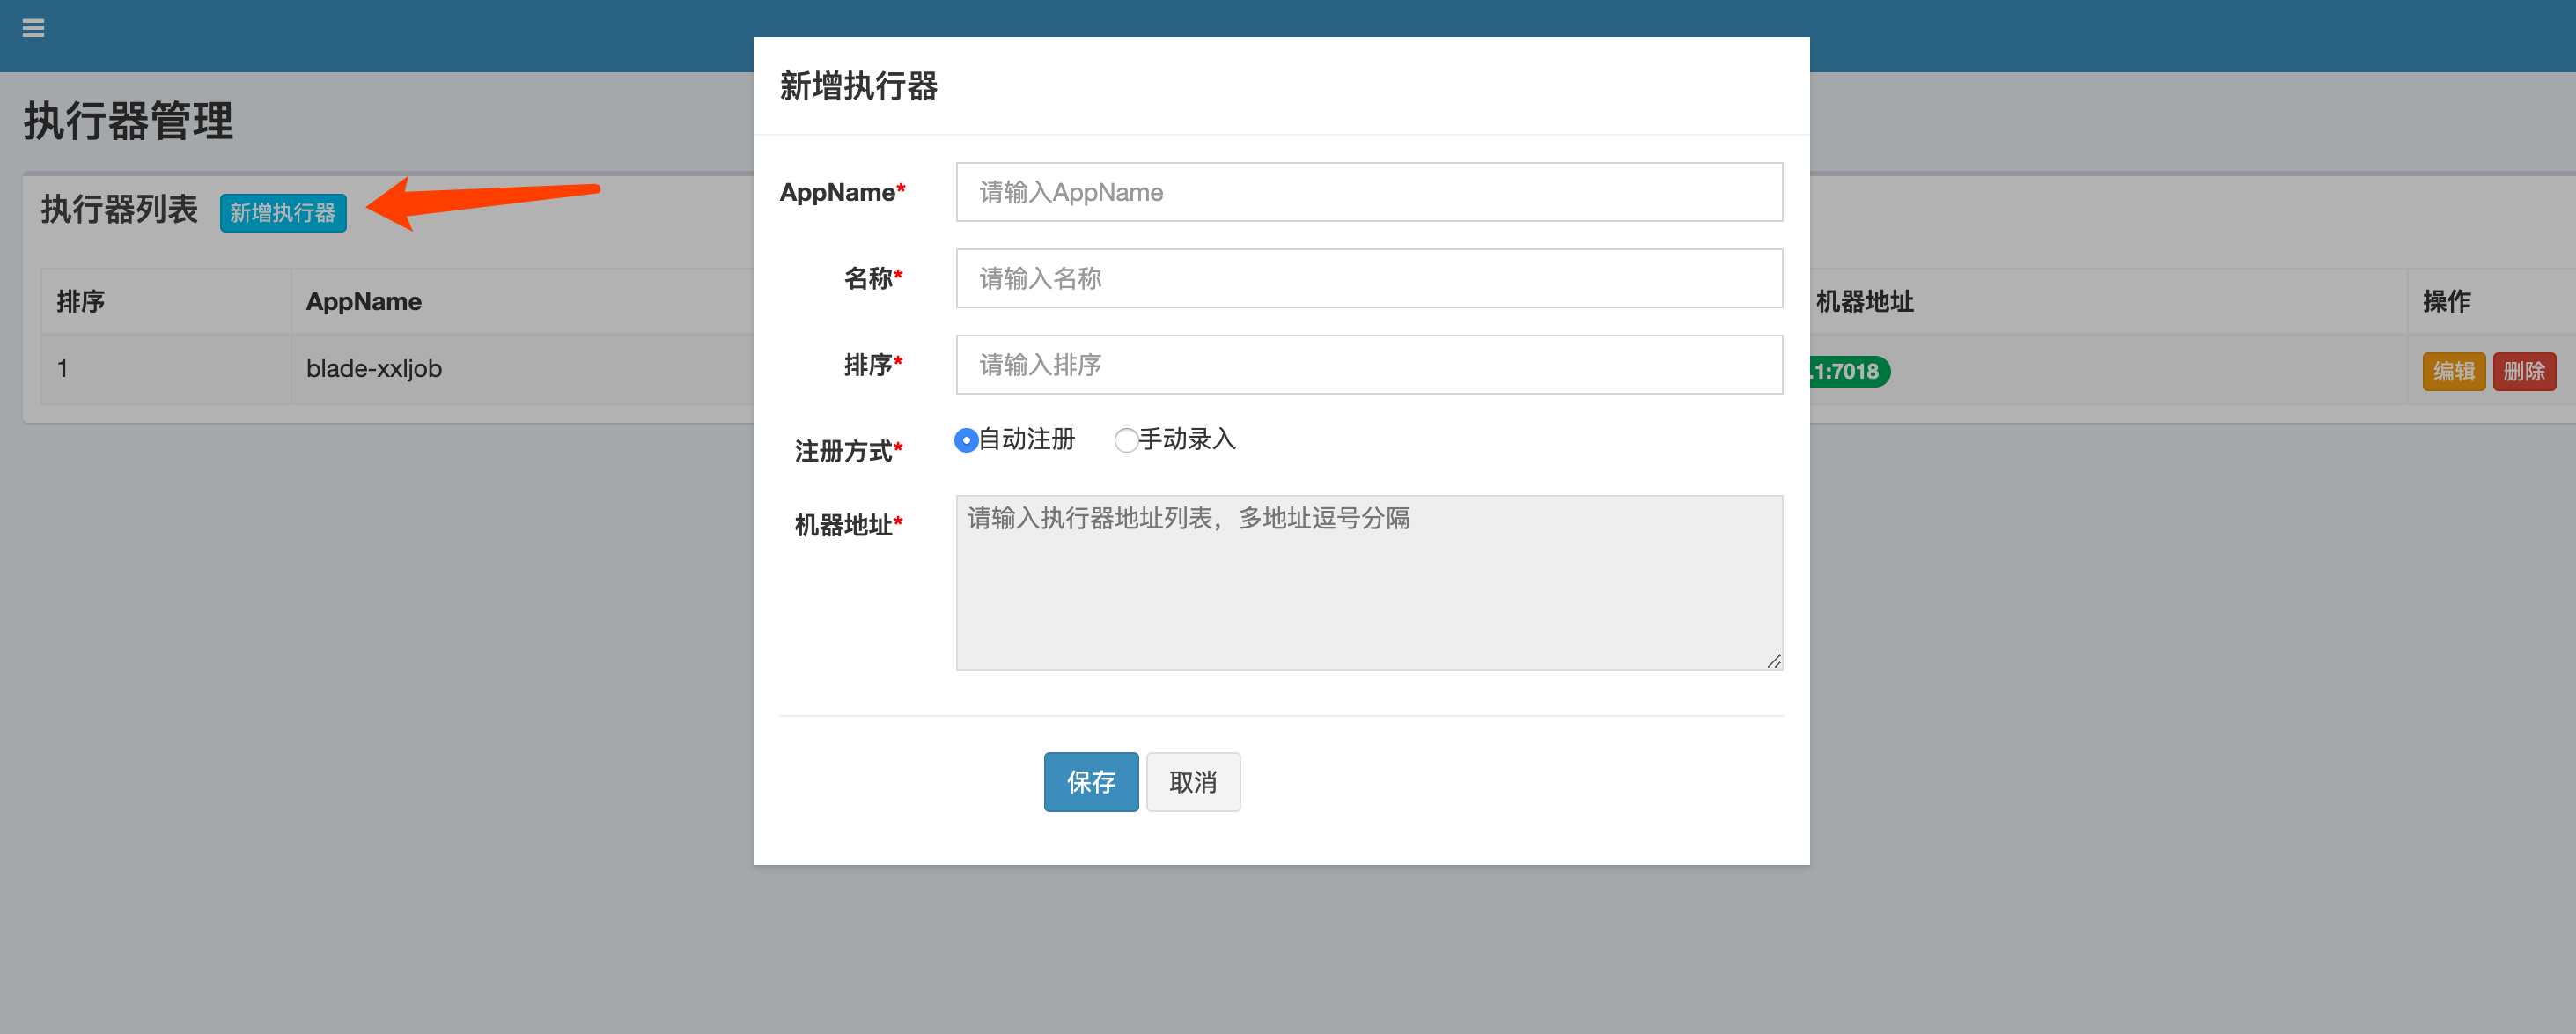 执行器管理
执行器列表 新增执行器
排序 AppName 机器地址 操作
1 blade-xxljob .1:7018 编辑 删除
新增执行器
AppName* 请输入AppName
名称* 请输入名称
排序* 请输入排序
注册方式* 自动注册 手动录入
机器地址* 请输入执行器地址列表，多地址逗号分隔
保存 取消